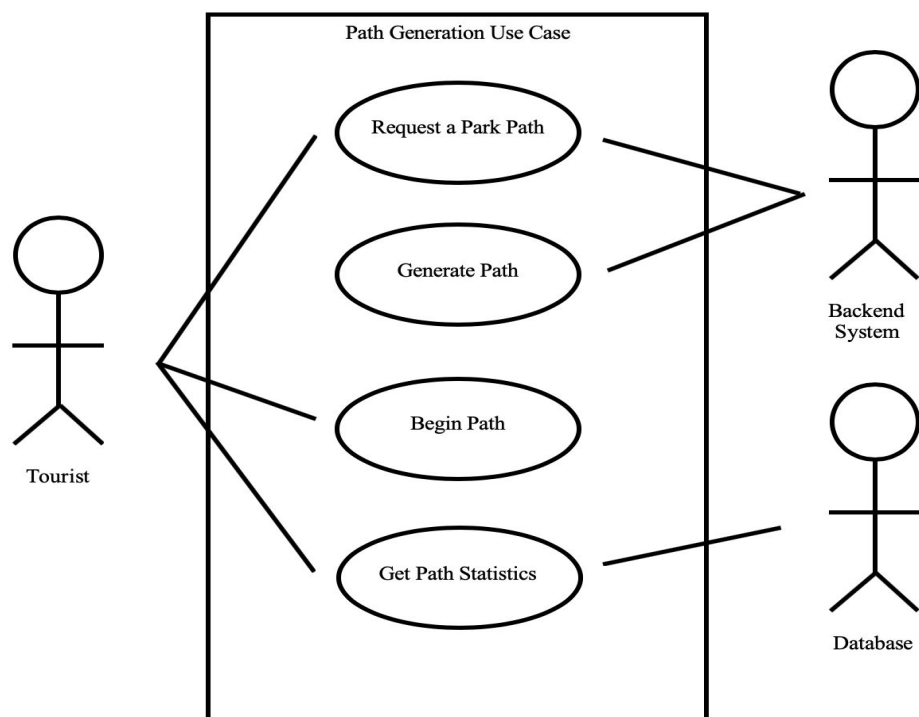 Path Generation Use Case
Request a Park Path
Generate Path
Backend
System
Begin Path
Tourist
Get Path Statistics
Database